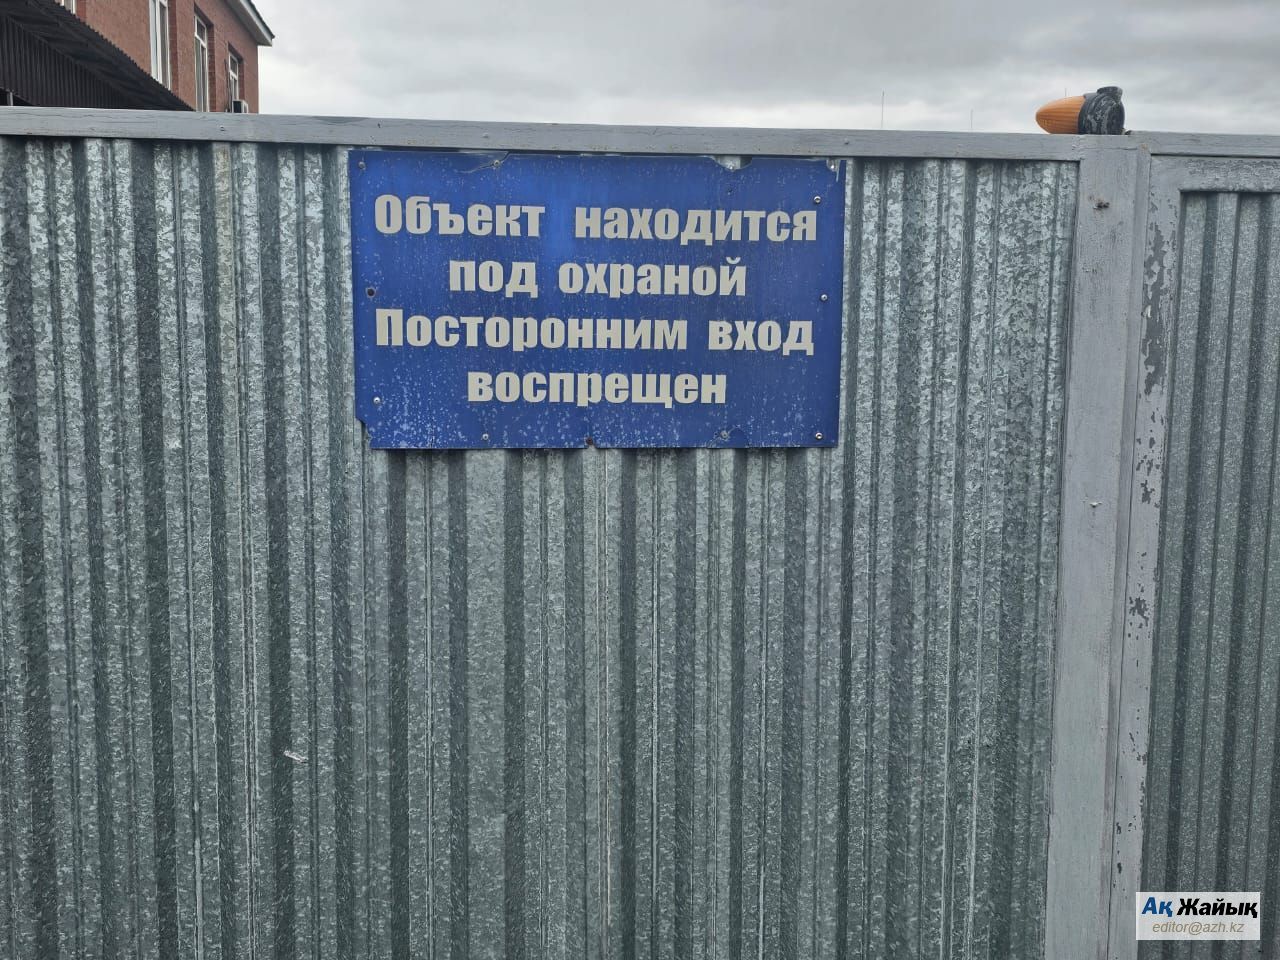 Объект находится
под охраной
Посторонним вход
воспрещен
Ақ Жайық
editor@azh.kz